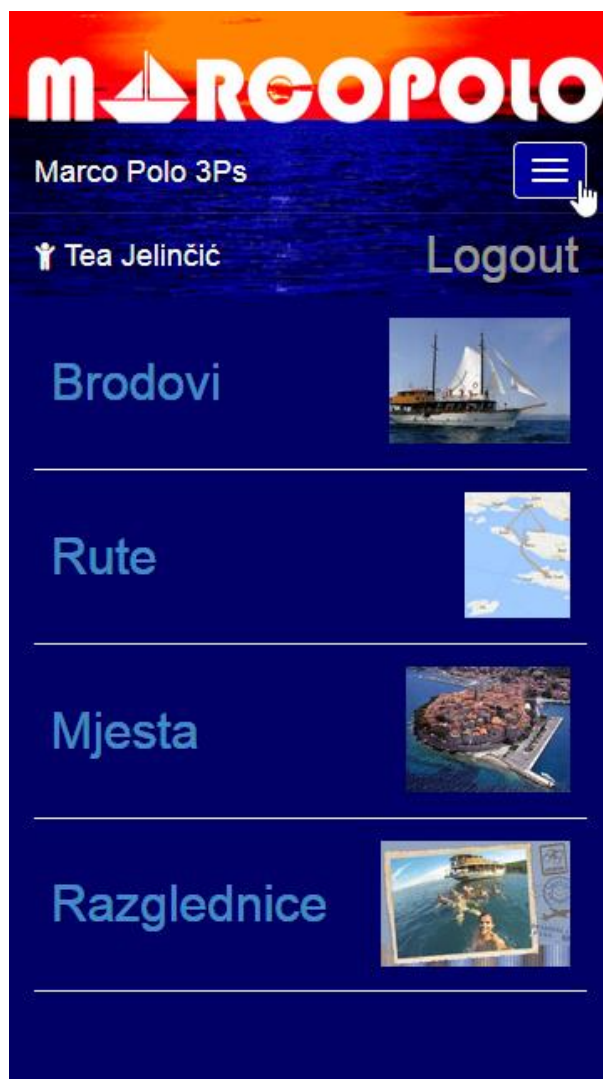 MARCOPOLO
Marco Polo 3Ps
Tea Jelinčić
Logout
Brodovi
Rute
Mjesta
Razglednice